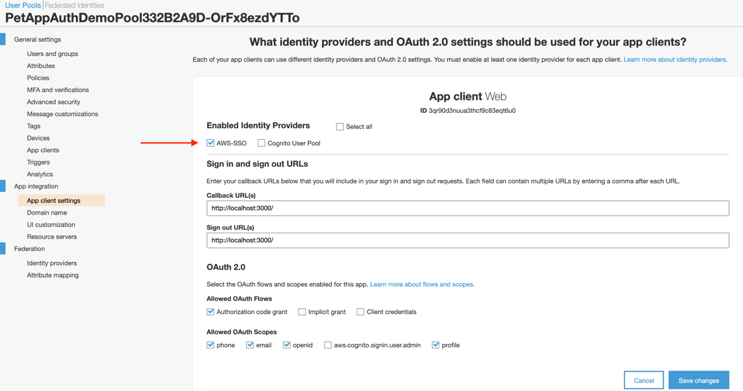 User Pools | Federated Identities
PetAppAuthDemoPool332B2A9D-OrFx8ezdYTTo
General settings
Users and groups
Attributes
Policies
MFA and verifications
Advanced security
Message customizations
Tags
Devices
App clients
Triggers
Analytics
App integration
App client settings
Domain name
UI customization
Resource servers
Federation
Identity providers
Attribute mapping
What identity providers and OAuth 2.0 settings should be used for your app clients?
Each of your app clients can use different identity providers and OAuth 2.0 settings. You must enable at least one identity provider for each app client. Learn more about identity providers.
App client Web
ID 3qr90d3nuua3thcf9c83eqt6u0
Enabled Identity Providers Select all
AWS-SSO Cognito User Pool
Sign in and sign out URLs
Enter your callback URLs below that you will include in your sign in and sign out requests. Each field can contain multiple URLs by entering a comma after each URL.
Callback URL(s)
http://localhost:3000/
Sign out URL(s)
http://localhost:3000/
OAuth 2.0
Select the OAuth flows and scopes enabled for this app. Learn more about flows and scopes.
Allowed OAuth Flows
Authorization code grant Implicit grant Client credentials
Allowed OAuth Scopes
phone email openid aws.cognito.signin.user.admin profile
Cancel Save changes